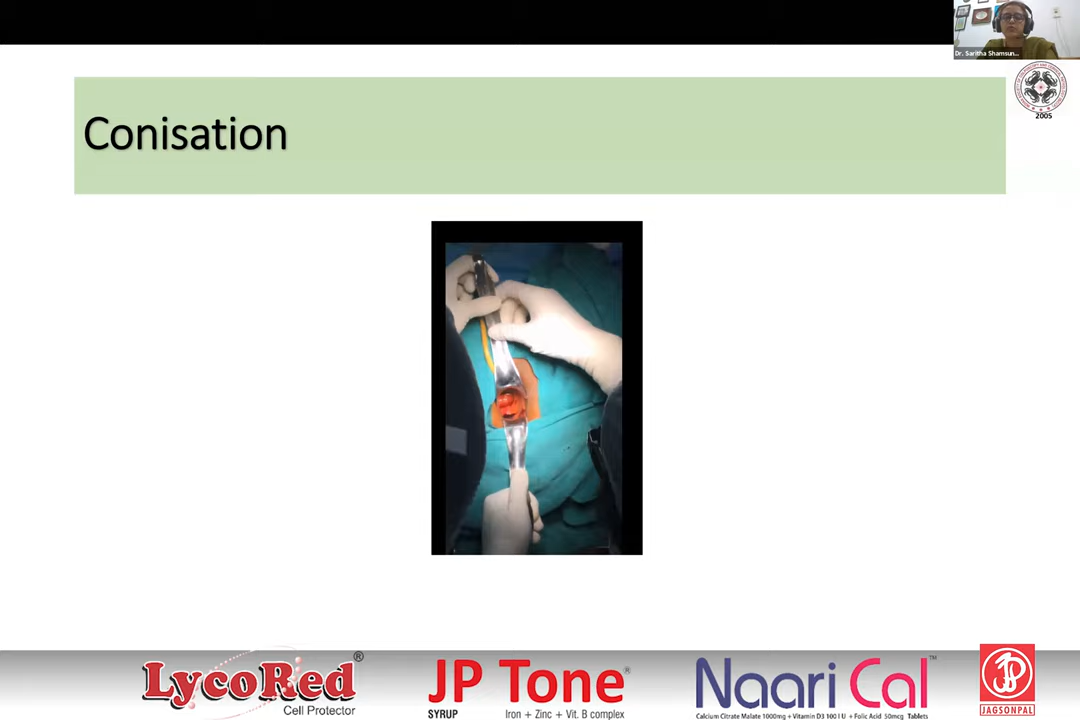 Dr. Saritha Shamsun...
2005
Conisation
LycoRed®
Cell Protector
JP Tone®
SYRUP
Iron + Zinc + Vit. B complex
Naari Cal™
Calcium Citrate Malate 1000mg + Vitamin D3 100 I U + Folic Acid 50mcg Tablets
JAGSONPAL